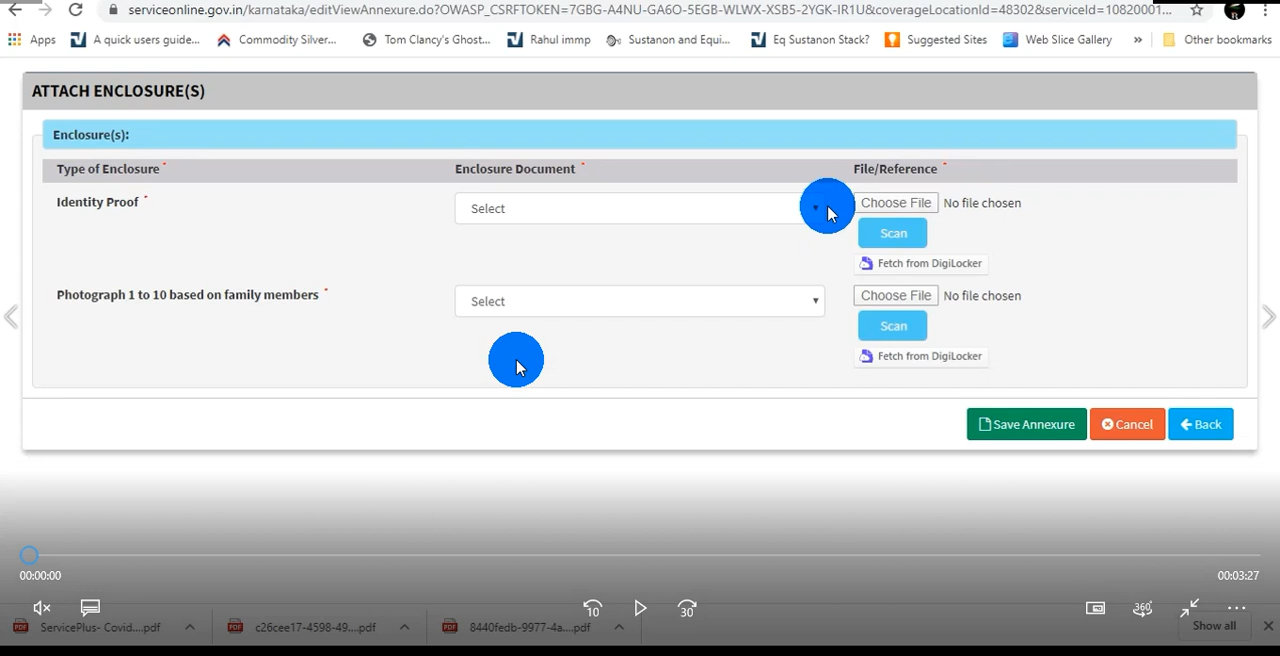 serviceonline.gov.in/karnataka/editViewAnnexure.do?OWASP_CSRFTOKEN=7GBG-A4NU-GA6O-5EGB-WLWX-XSB5-2YGK-IR1U&coverageLocationId=48302&serviceId=10820001...
Apps A quick users guide... Commodity Silver... Tom Clancy's Ghost... Rahul immp Sustanon and Equi... Eq Sustanon Stack? Suggested Sites Web Slice Gallery » Other bookmarks
ATTACH ENCLOSURE(S)
Enclosure(s):
Type of Enclosure * Enclosure Document * File/Reference *
Identity Proof * Select Choose File No file chosen
Scan
Fetch from DigiLocker
Photograph 1 to 10 based on family members * Select Choose File No file chosen
Scan
Fetch from DigiLocker
Save Annexure Cancel Back
00:00:00 00:03:27
10 30 360
ServicePlus- Covid....pdf c26cee17-4598-49....pdf 8440fedb-9977-4a....pdf Show all